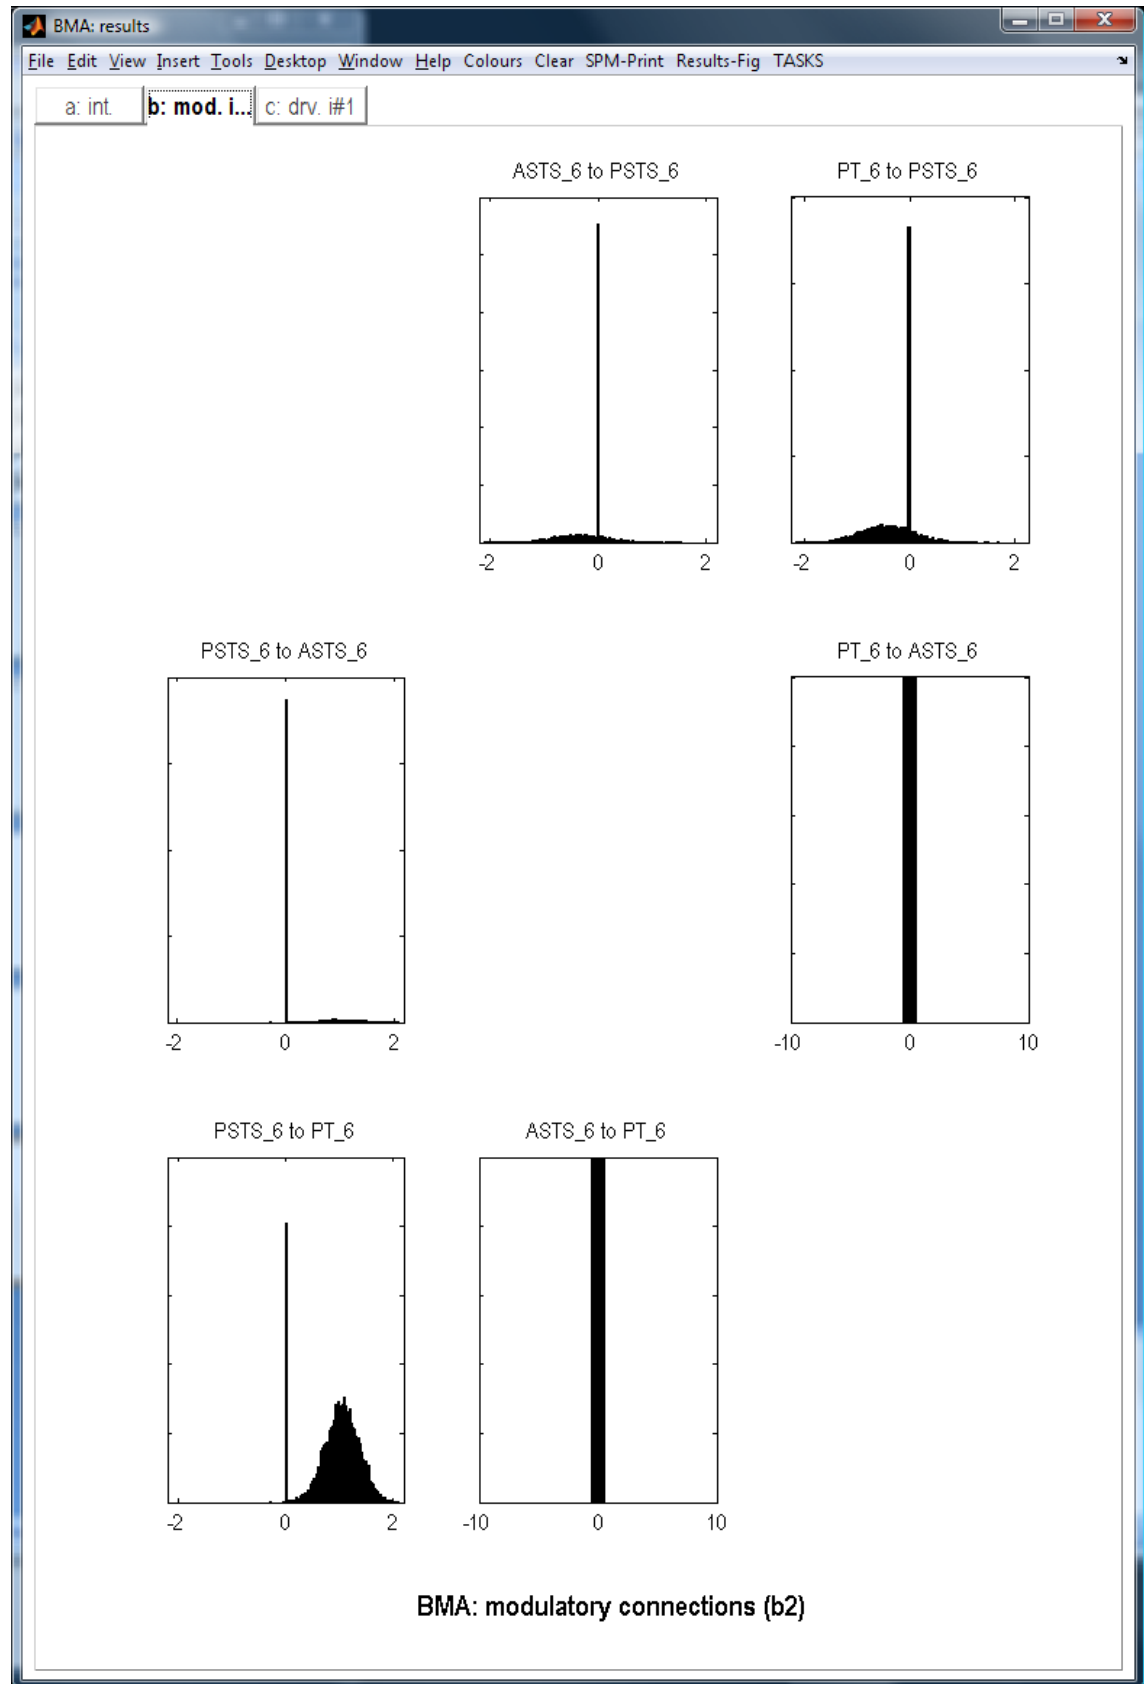 BMA: results
File Edit View Insert Tools Desktop Window Help Colours Clear SPM-Print Results-Fig TASKS
a: int. b: mod. i... c: drv. i#1
ASTS_6 to PSTS_6 PT_6 to PSTS_6
-2 0 2 -2 0 2
PSTS_6 to ASTS_6 PT_6 to ASTS_6
-2 0 2 -10 0 10
PSTS_6 to PT_6 ASTS_6 to PT_6
-2 0 2 -10 0 10
BMA: modulatory connections (b2)